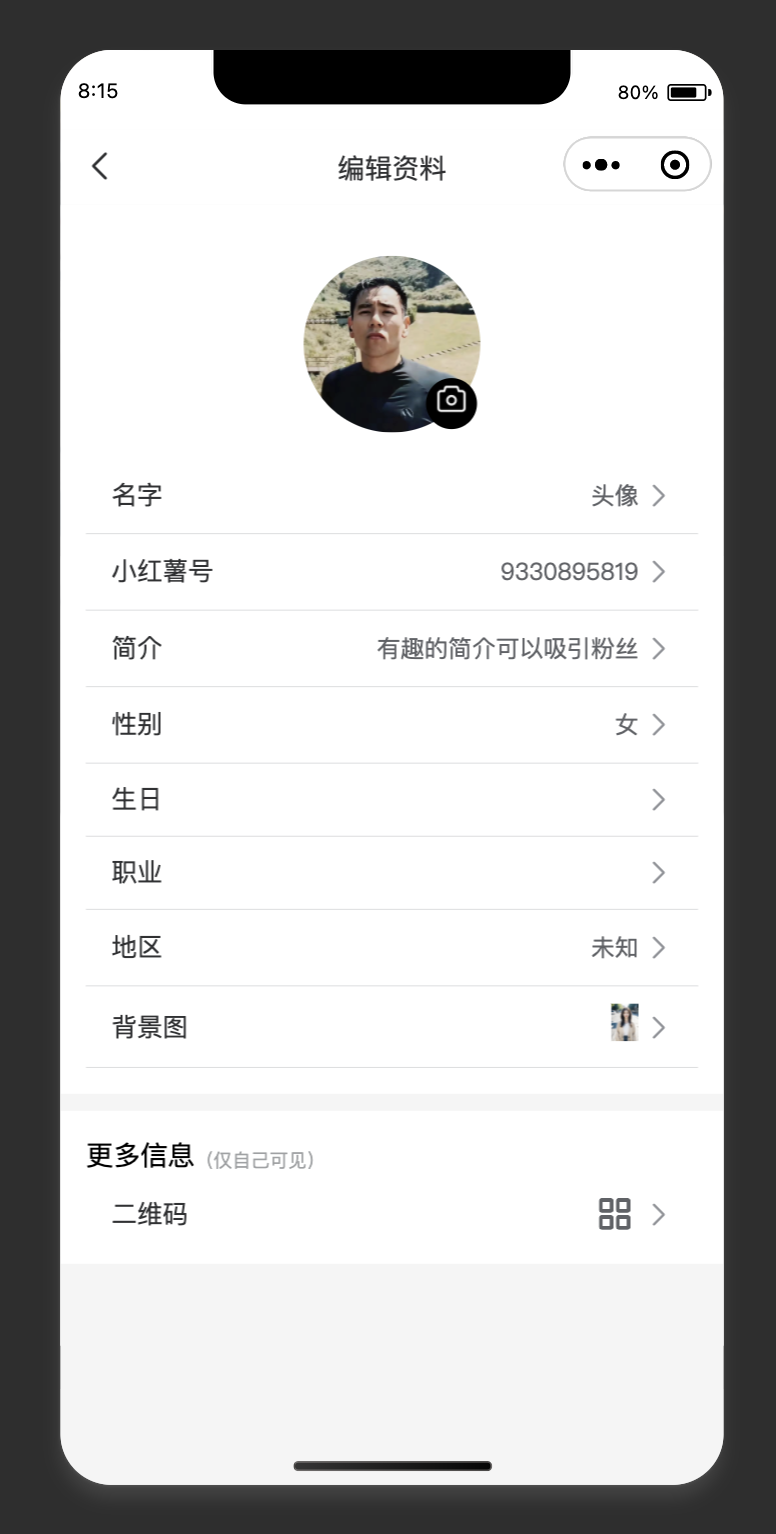 8:15
80%
编辑资料
名字 头像
小红薯号 9330895819
简介 有趣的简介可以吸引粉丝
性别 女
生日
职业
地区 未知
背景图
更多信息 (仅自己可见)
二维码